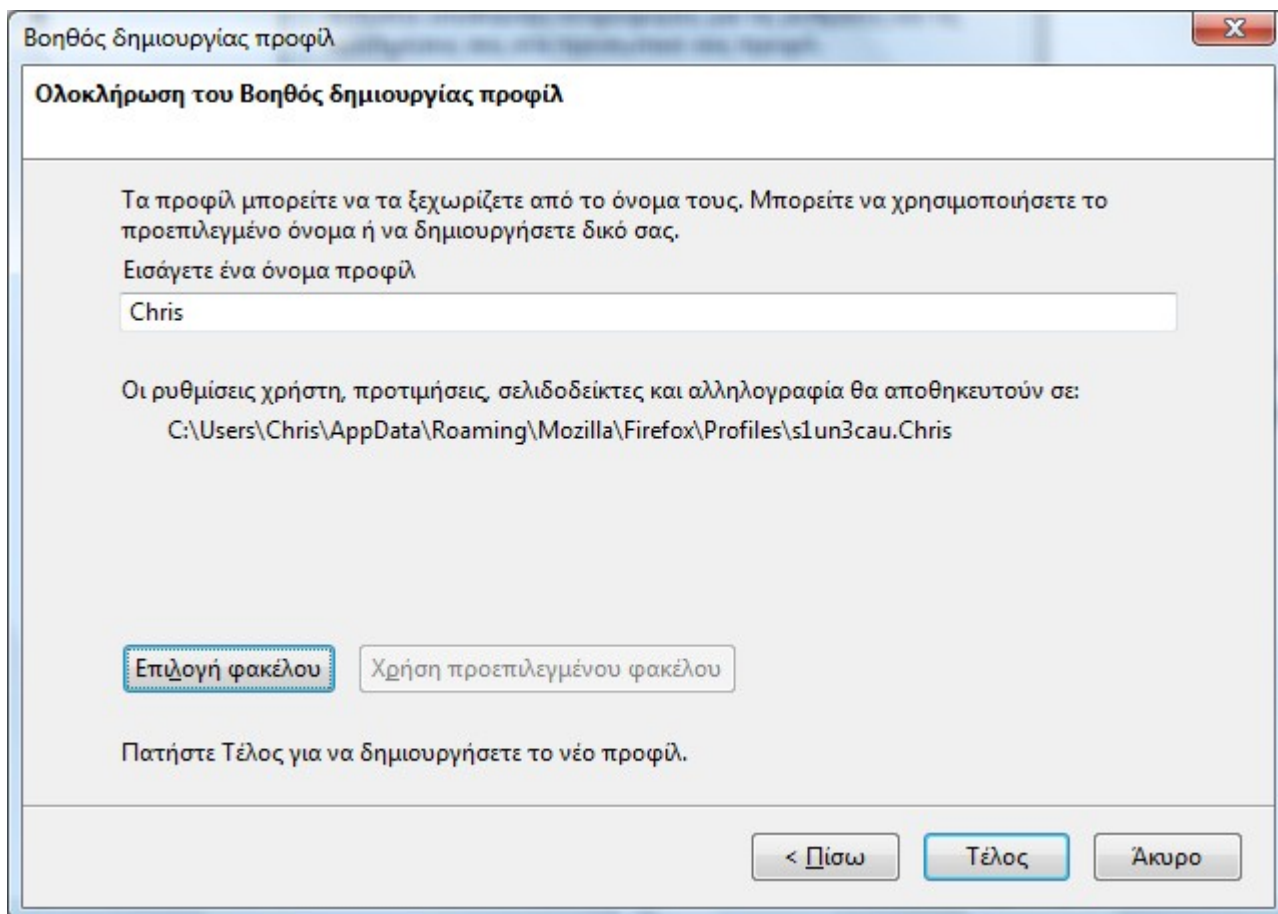 Βοηθός δημιουργίας προφίλ
Ολοκλήρωση του Βοηθός δημιουργίας προφίλ
Τα προφίλ μπορείτε να τα ξεχωρίζετε από το όνομα τους. Μπορείτε να χρησιμοποιήσετε το
προεπιλεγμένο όνομα ή να δημιουργήσετε δικό σας.
Εισάγετε ένα όνομα προφίλ
Chris
Οι ρυθμίσεις χρήστη, προτιμήσεις, σελιδοδείκτες και αλληλογραφία θα αποθηκευτούν σε:
C:\Users\Chris\AppData\Roaming\Mozilla\Firefox\Profiles\s1un3cau.Chris
Επιλογή φακέλου Χρήση προεπιλεγμένου φακέλου
Πατήστε Τέλος για να δημιουργήσετε το νέο προφίλ.
< Πίσω Τέλος Άκυρο